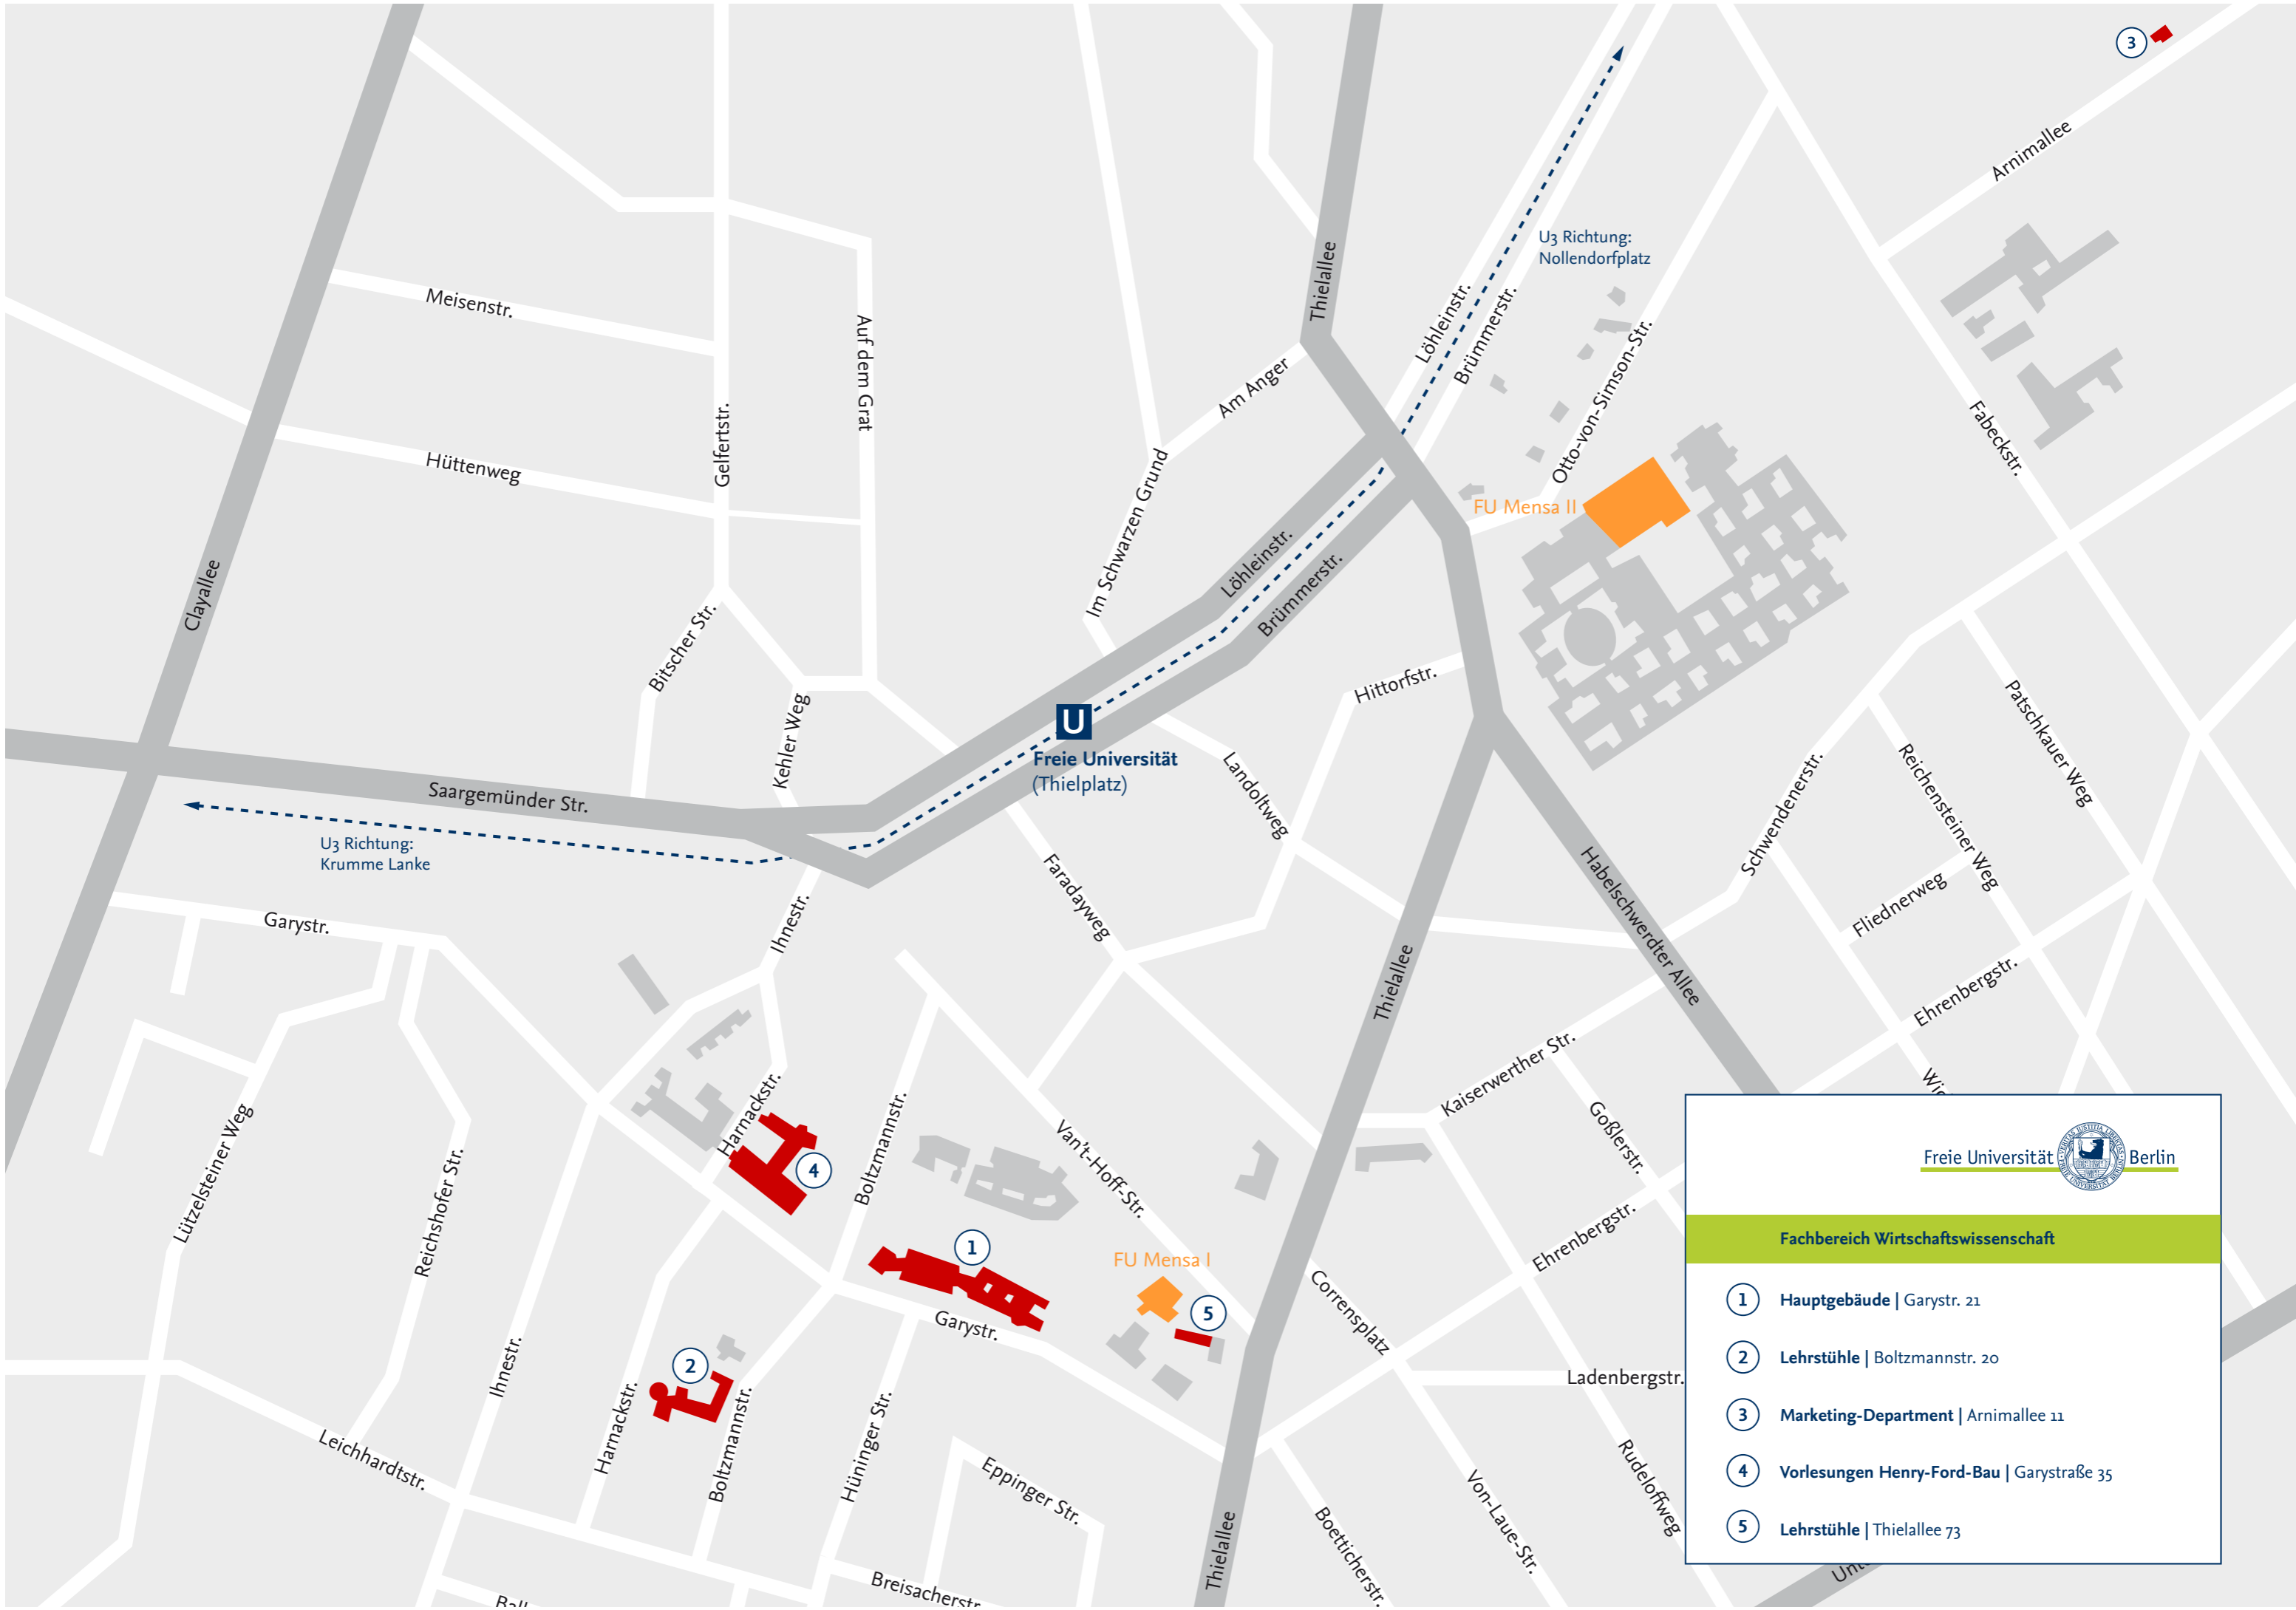 3
Arnimallee
U3 Richtung:
Nollendorfplatz
Thielallee
Meisenstr.
Auf dem Grat
Löhleinstr.
Brümmerstr.
Otto-von-Simson-Str.
Am Anger
Gelfertstr.
Fabeckstr.
Hüttenweg
Im Schwarzen Grund
FU Mensa II
Clayallee
Löhleinstr.
Brümmerstr.
Bitscher Str.
Hittorfstr.
Patschkauer Weg
Kehler Weg
U
Freie Universität
(Thielplatz)
Landoltweg
Reichensteiner Weg
Schwendenerstr.
Saargemünder Str.
U3 Richtung:
Krumme Lanke
Faradayweg
Habelschwerdter Allee
Fliednerweg
Garystr.
Ihnestr.
Thielallee
Ehrenbergstr.
Kaiserwerther Str.
Harnackstr.
Boltzmannstr.
Van't-Hoff-Str.
Goßlerstr.
Lützelsteiner Weg
Reichshofer Str.
4
Ehrenbergstr.
1
FU Mensa I
5
Corrensplatz
Garystr.
Ihnestr.
2
Harnackstr.
Boltzmannstr.
Hüninger Str.
Ladenbergstr.
Leichhardtstr.
Eppinger Str.
Rudeloffweg
Von-Laue-Str.
Boetticherstr.
Thielallee
Breisacherstr.
Freie Universität Berlin
Fachbereich Wirtschaftswissenschaft
1 Hauptgebäude | Garystr. 21
2 Lehrstühle | Boltzmannstr. 20
3 Marketing-Department | Arnimallee 11
4 Vorlesungen Henry-Ford-Bau | Garystraße 35
5 Lehrstühle | Thielallee 73